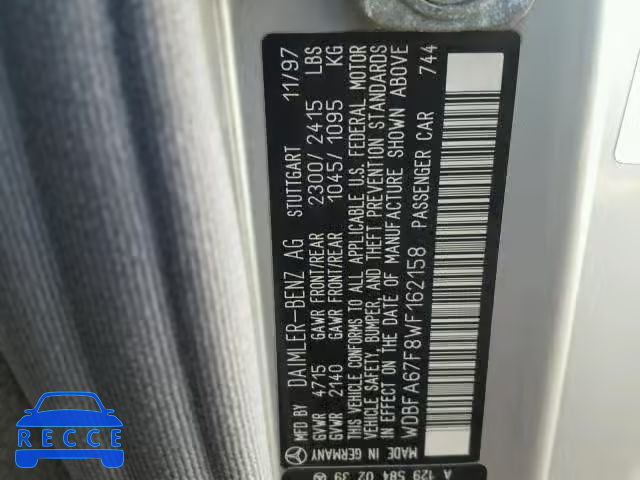 MFD BY DAIMLER-BENZ AG STUTTGART 11/97
GVWR 4715 GAWR FRONT/REAR 2300/2415 LBS
GVWR 2140 GAWR FRONT/REAR 1045/1095 KG
THIS VEHICLE CONFORMS TO ALL APPLICABLE U.S. FEDERAL MOTOR
VEHICLE SAFETY, BUMPER, AND THEFT PREVENTION STANDARDS
IN EFFECT ON THE DATE OF MANUFACTURE SHOWN ABOVE
WDBFA67F8WF162158 PASSENGER CAR 744
MADE IN GERMANY
A 129 584 02 39
RECCE